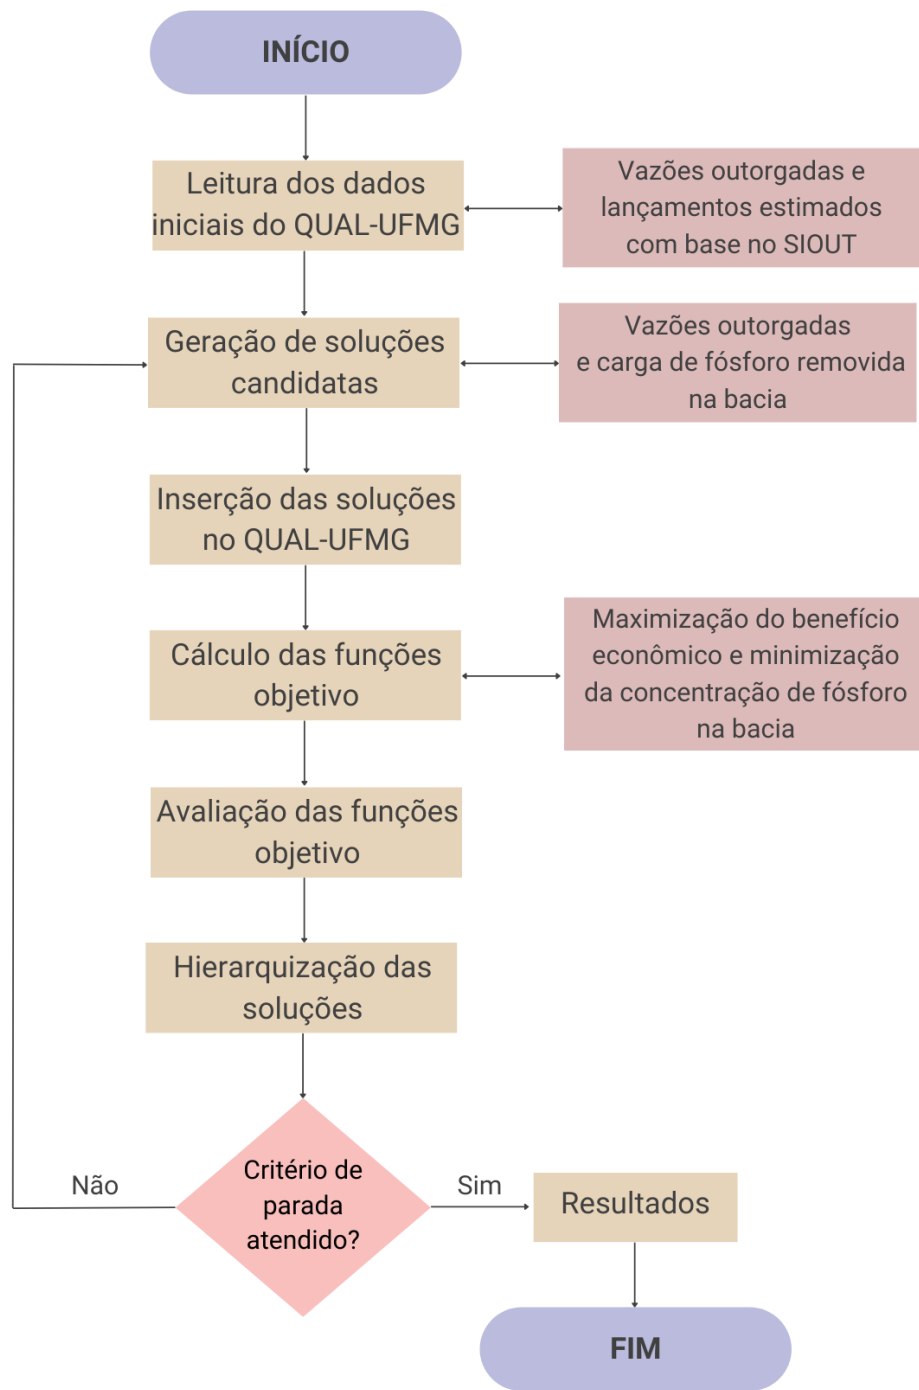 INÍCIO
Leitura dos dados
iniciais do QUAL-UFMG
Vazões outorgadas e
lançamentos estimados
com base no SIOUT
Geração de soluções
candidatas
Vazões outorgadas
e carga de fósforo removida
na bacia
Inserção das soluções
no QUAL-UFMG
Cálculo das funções
objetivo
Maximização do benefício
econômico e minimização
da concentração de fósforo
na bacia
Avaliação das funções
objetivo
Hierarquização das
soluções
Critério de
parada
atendido?
Não
Sim
Resultados
FIM